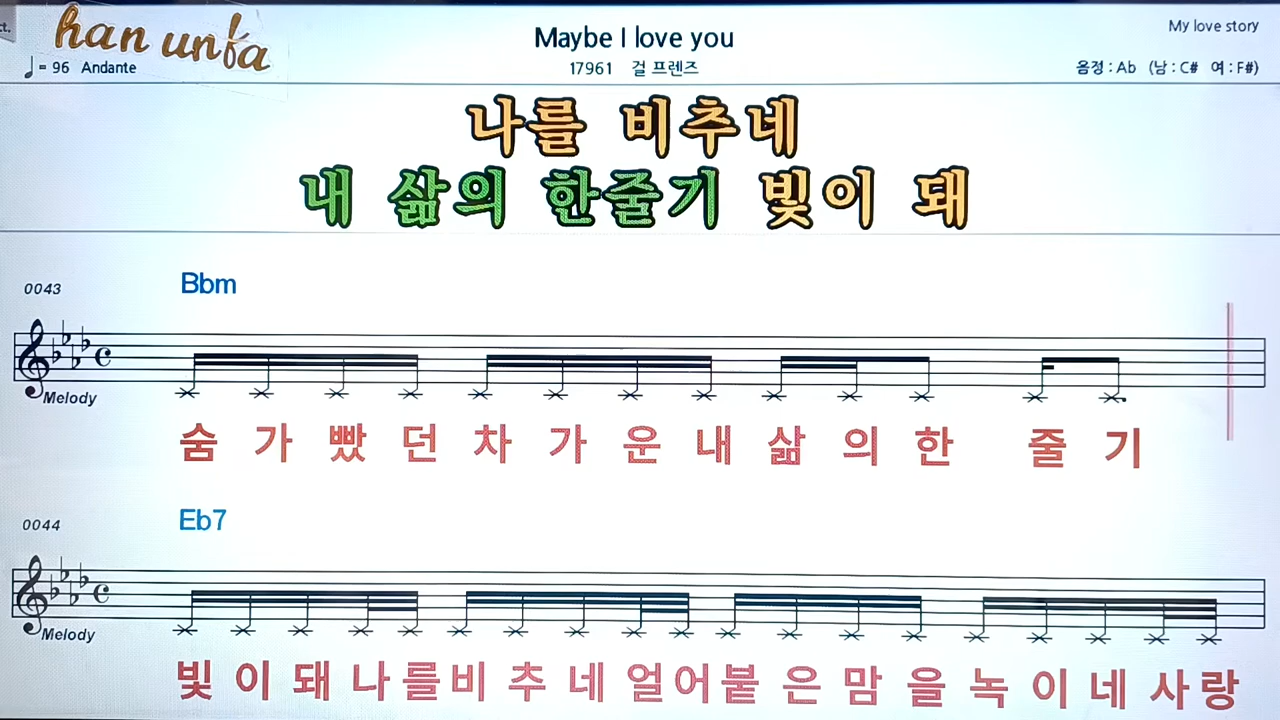 ct.
han unfa
Maybe I love you
My love story
♩= 96 Andante
17961 걸 프렌즈
음정 : Ab (남 : C# 여 : F#)
나를 비추네
내 삶의 한줄기 빛이 돼
0043
Bbm
Melody
숨 가 빴 던 차 가 운 내 삶 의 한 줄 기
0044
Eb7
Melody
빛 이 돼 나 를 비 추 네 얼 어 붙 은 맘 을 녹 이 네 사 랑